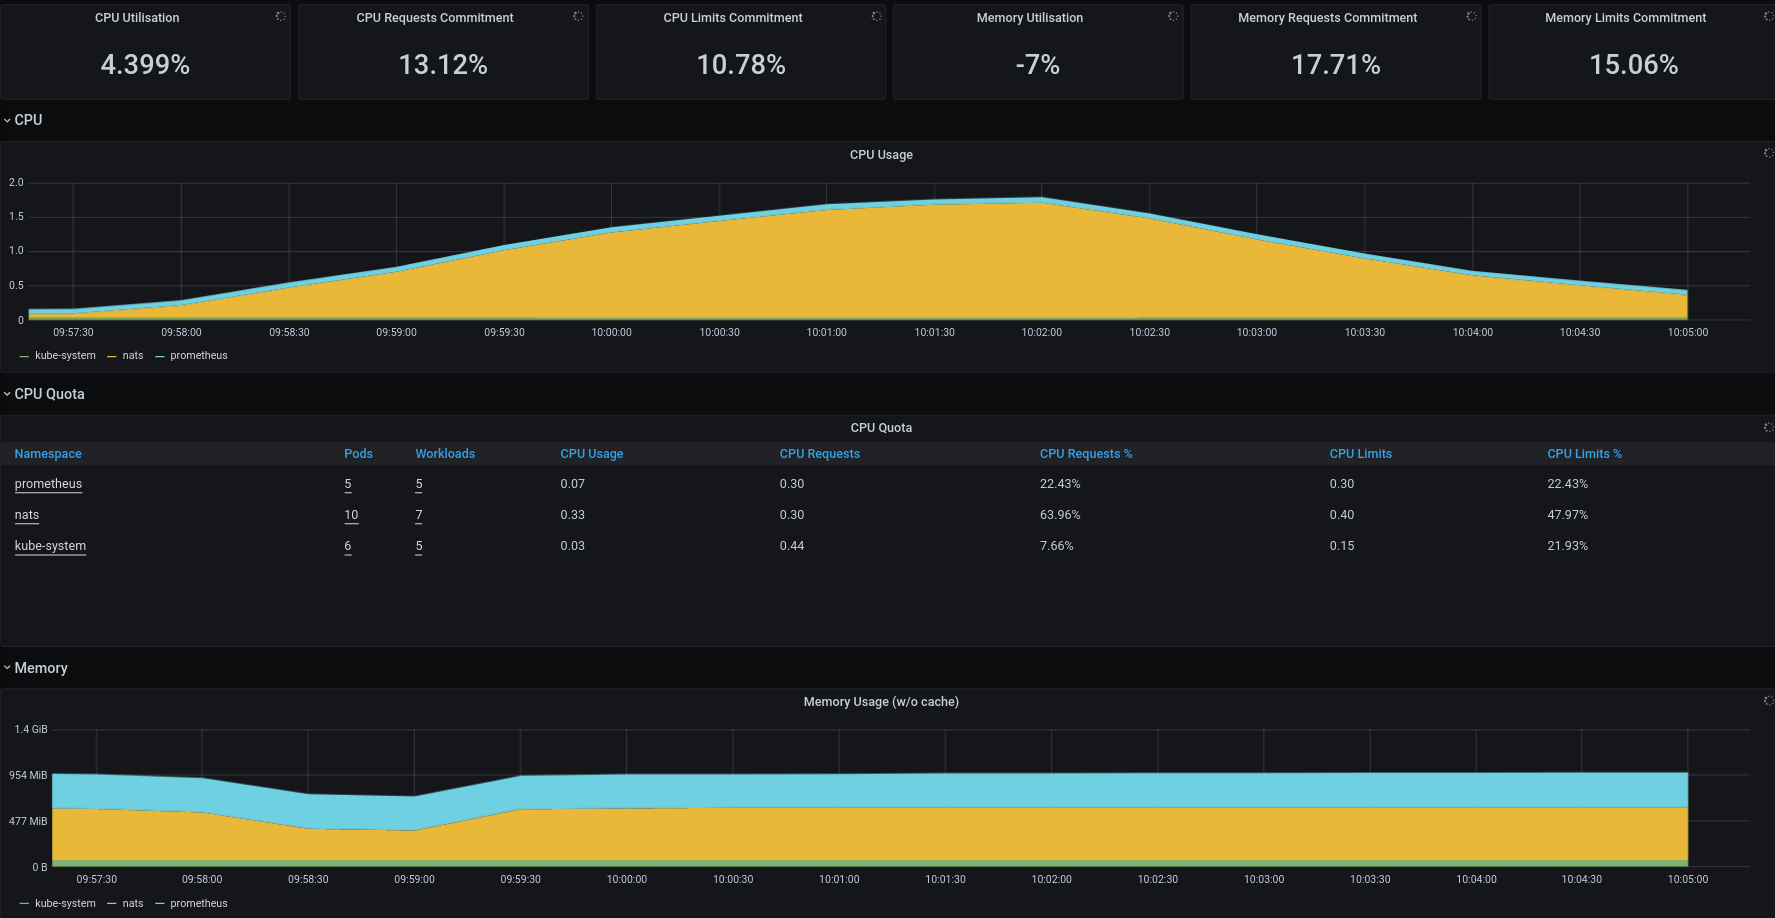 CPU Utilisation CPU Requests Commitment CPU Limits Commitment Memory Utilisation Memory Requests Commitment Memory Limits Commitment
4.399% 13.12% 10.78% -7% 17.71% 15.06%
CPU
CPU Usage
2.0
1.5
1.0
0.5
0
09:57:30 09:58:00 09:58:30 09:59:00 09:59:30 10:00:00 10:00:30 10:01:00 10:01:30 10:02:00 10:02:30 10:03:00 10:03:30 10:04:00 10:04:30 10:05:00
kube-system nats prometheus
CPU Quota
CPU Quota
Namespace Pods Workloads CPU Usage CPU Requests CPU Requests % CPU Limits CPU Limits %
prometheus 5 5 0.07 0.30 22.43% 0.30 22.43%
nats 10 7 0.33 0.30 63.96% 0.40 47.97%
kube-system 6 5 0.03 0.44 7.66% 0.15 21.93%
Memory
Memory Usage (w/o cache)
1.4 GiB
954 MiB
477 MiB
0 B
09:57:30 09:58:00 09:58:30 09:59:00 09:59:30 10:00:00 10:00:30 10:01:00 10:01:30 10:02:00 10:02:30 10:03:00 10:03:30 10:04:00 10:04:30 10:05:00
kube-system nats prometheus